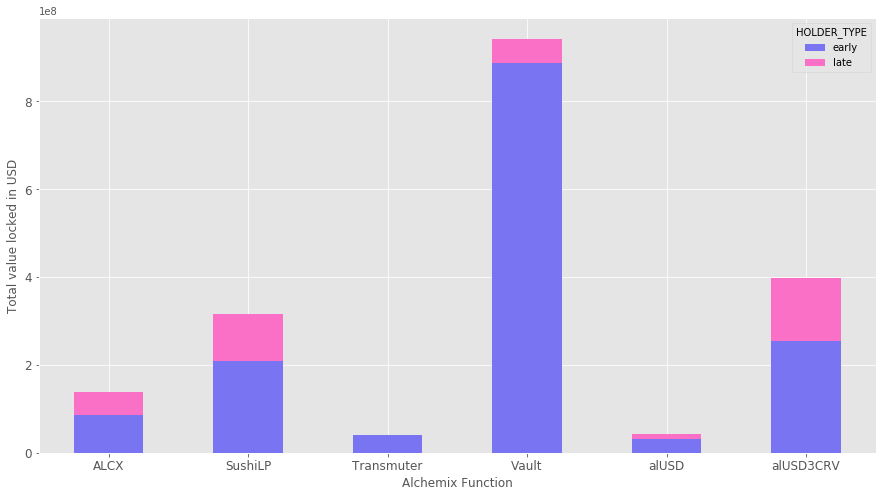 1e8
HOLDER_TYPE
early
late
8
6
4
2
0
Total value locked in USD
ALCX SushiLP Transmuter Vault alUSD alUSD3CRV
Alchemix Function